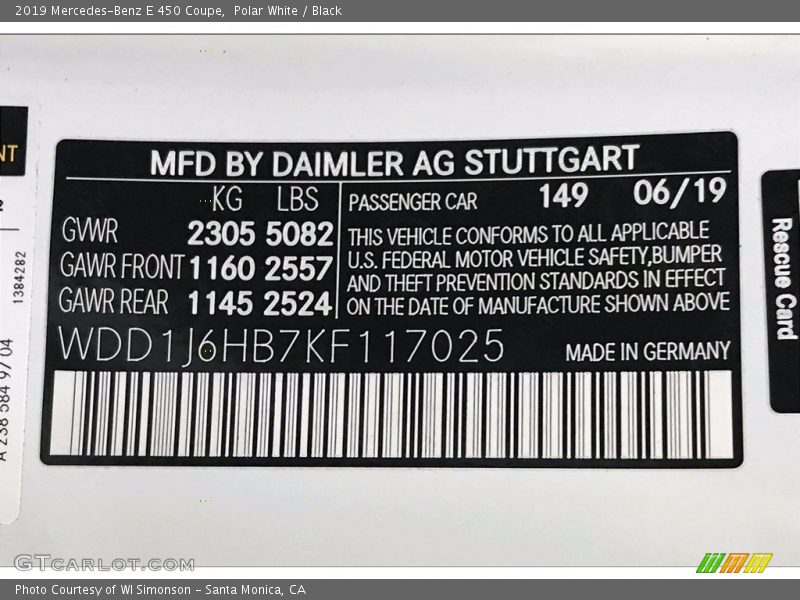 2019 Mercedes-Benz E 450 Coupe,  Polar White / Black
NT
MFD BY DAIMLER AG STUTTGART
KG LBS
PASSENGER CAR 149 06/19
GVWR 2305 5082
GAWR FRONT 1160 2557
GAWR REAR 1145 2524
THIS VEHICLE CONFORMS TO ALL APPLICABLE
U.S. FEDERAL MOTOR VEHICLE SAFETY,BUMPER
AND THEFT PREVENTION STANDARDS IN EFFECT
ON THE DATE OF MANUFACTURE SHOWN ABOVE
WDD1J6HB7KF117025
MADE IN GERMANY
1384282
A 238 584 97 04
Rescue Card
GTCARLOT.COM
Photo Courtesy of WI Simonson - Santa Monica, CA